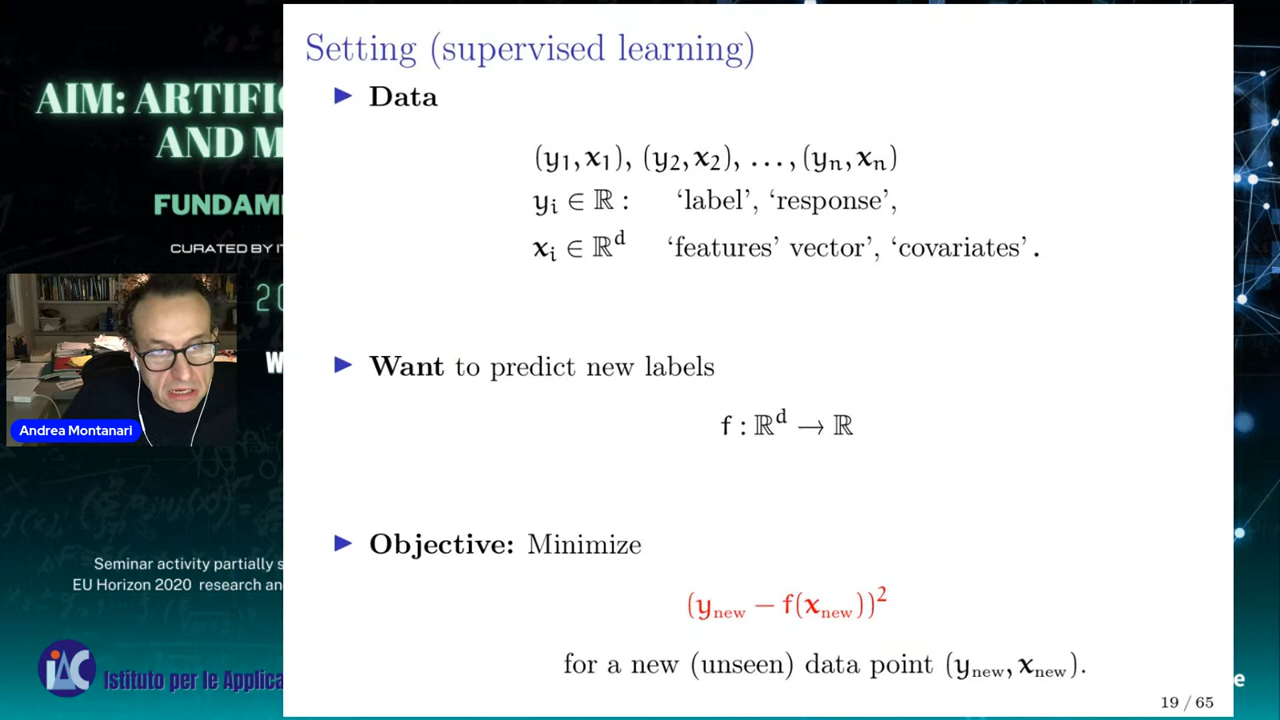 AIM: ARTIFIC
AND M
FUNDAM
CURATED BY IT
20
W
Andrea Montanari
Seminar activity partially s
EU Horizon 2020 research an
iAC Istituto per le Applica
e
Setting (supervised learning)
▶ Data
(y₁, x₁), (y₂, x₂), …, (yₙ, xₙ)
yᵢ ∈ ℝ : 'label', 'response',
xᵢ ∈ ℝᵈ 'features' vector', 'covariates'.
▶ Want to predict new labels
f : ℝᵈ → ℝ
▶ Objective: Minimize
(y_new − f(x_new))²
for a new (unseen) data point (y_new, x_new).
19 / 65